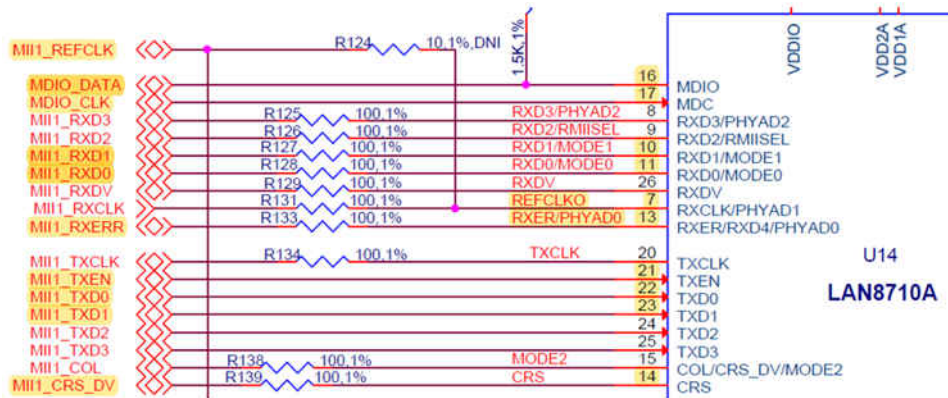 MII1_REFCLK R124 10,1%,DNI 1.5K,1% VDDIO VDD2A VDD1A
MDIO_DATA 16 MDIO
MDIO_CLK 17 MDC
MII1_RXD3 R125 100,1% RXD3/PHYAD2 8 RXD3/PHYAD2
MII1_RXD2 R126 100,1% RXD2/RMIISEL 9 RXD2/RMIISEL
MII1_RXD1 R127 100,1% RXD1/MODE1 10 RXD1/MODE1
MII1_RXD0 R128 100,1% RXD0/MODE0 11 RXD0/MODE0
MII1_RXDV R129 100,1% RXDV 26 RXDV
MII1_RXCLK R131 100,1% REFCLKO 7 RXCLK/PHYAD1
MII1_RXERR R133 100,1% RXER/PHYAD0 13 RXER/RXD4/PHYAD0
MII1_TXCLK R134 100,1% TXCLK 20 TXCLK
MII1_TXEN 21 TXEN
MII1_TXD0 22 TXD0
MII1_TXD1 23 TXD1
MII1_TXD2 24 TXD2
MII1_TXD3 25 TXD3
MII1_COL R138 100,1% MODE2 15 COL/CRS_DV/MODE2
MII1_CRS_DV R139 100,1% CRS 14 CRS
U14
LAN8710A